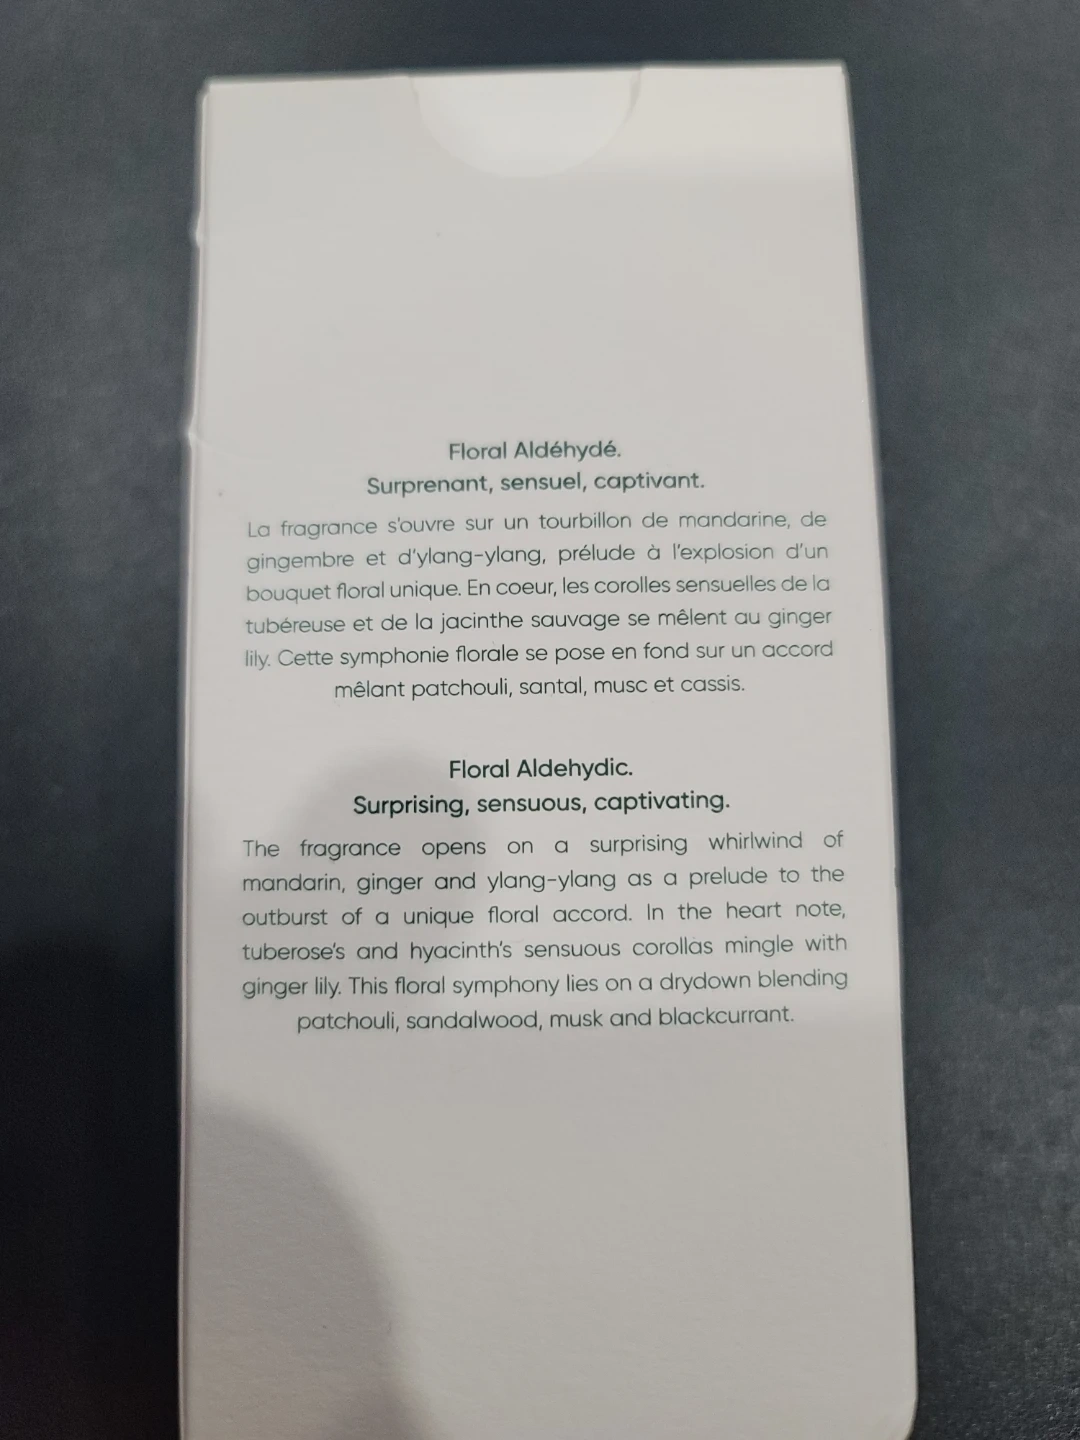 Floral Aldéhydé.
Surprenant, sensuel, captivant.
La fragrance s'ouvre sur un tourbillon de mandarine, de
gingembre et d'ylang-ylang, prélude à l'explosion d'un
bouquet floral unique. En coeur, les corolles sensuelles de la
tubéreuse et de la jacinthe sauvage se mêlent au ginger
lily. Cette symphonie florale se pose en fond sur un accord
mêlant patchouli, santal, musc et cassis.
Floral Aldehydic.
Surprising, sensuous, captivating.
The fragrance opens on a surprising whirlwind of
mandarin, ginger and ylang-ylang as a prelude to the
outburst of a unique floral accord. In the heart note,
tuberose's and hyacinth's sensuous corollas mingle with
ginger lily. This floral symphony lies on a drydown blending
patchouli, sandalwood, musk and blackcurrant.